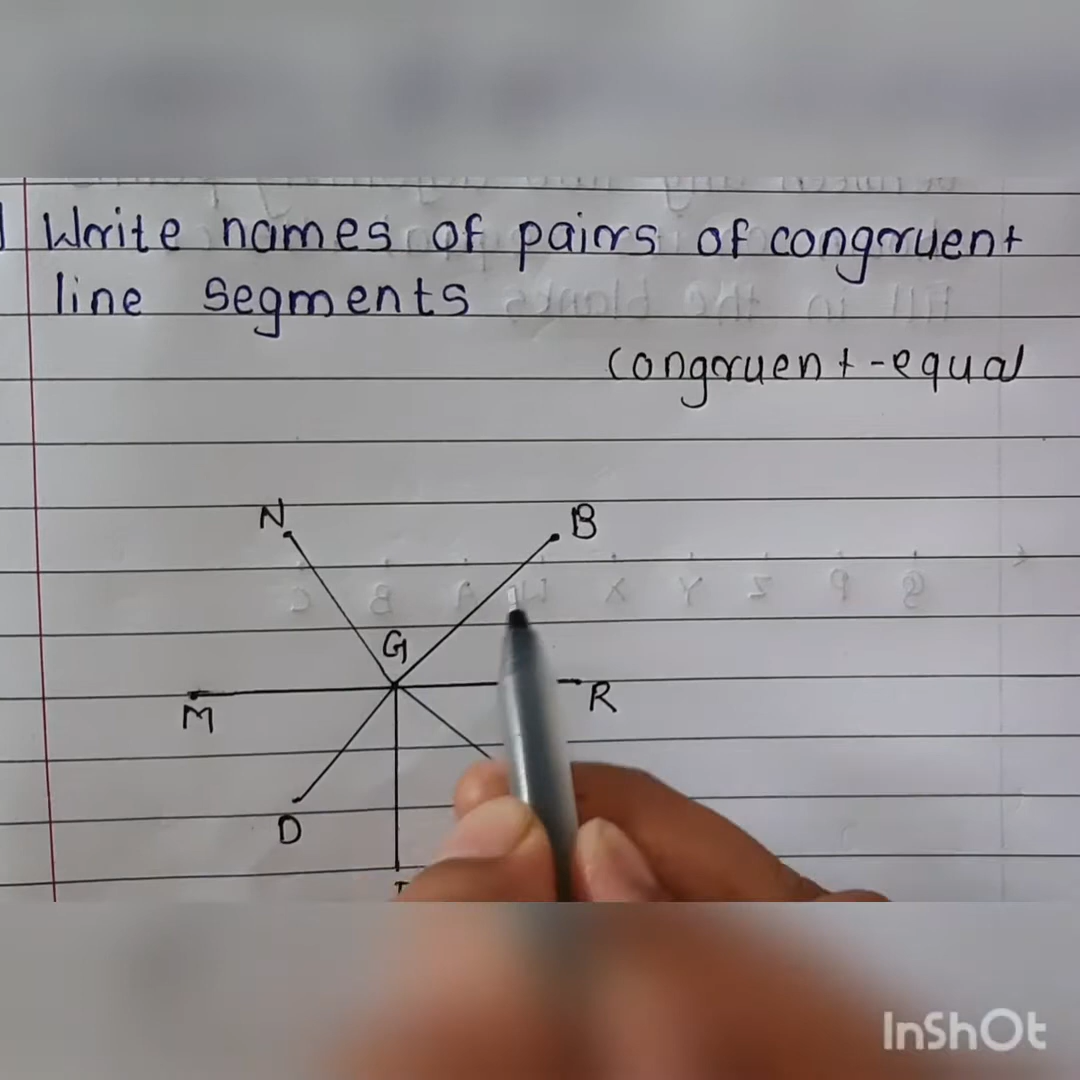 Write names of pairs of congruent
line segments
congruent - equal
N
B
G
M
R
D
InShOt